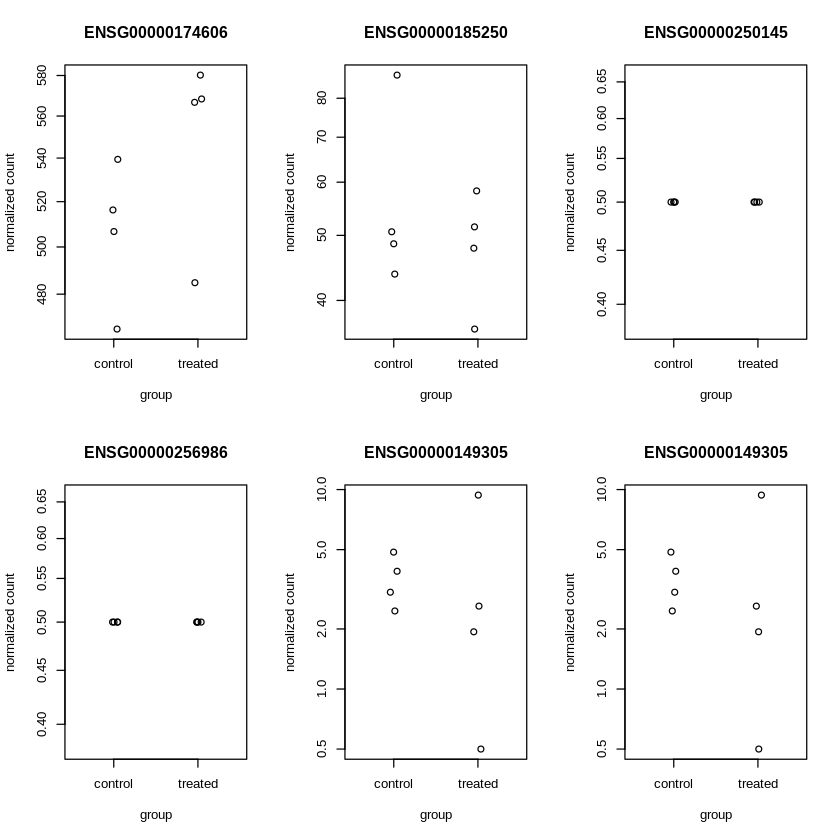 ENSG00000174606
normalized count
580
560
540
520
500
480
control
treated
group
ENSG00000185250
normalized count
80
70
60
50
40
control
treated
group
ENSG00000250145
normalized count
0.65
0.60
0.55
0.50
0.45
0.40
control
treated
group
ENSG00000256986
normalized count
0.65
0.60
0.55
0.50
0.45
0.40
control
treated
group
ENSG00000149305
normalized count
10.0
5.0
2.0
1.0
0.5
control
treated
group
ENSG00000149305
normalized count
10.0
5.0
2.0
1.0
0.5
control
treated
group